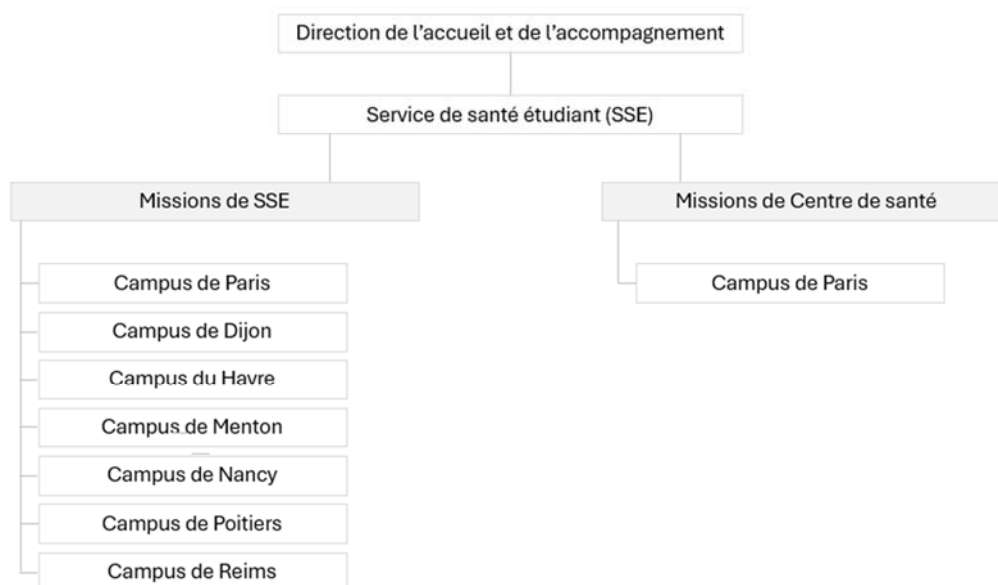 Direction de l'accueil et de l'accompagnement
Service de santé étudiant (SSE)
Missions de SSE
Missions de Centre de santé
Campus de Paris
Campus de Paris
Campus de Dijon
Campus du Havre
Campus de Menton
Campus de Nancy
Campus de Poitiers
Campus de Reims